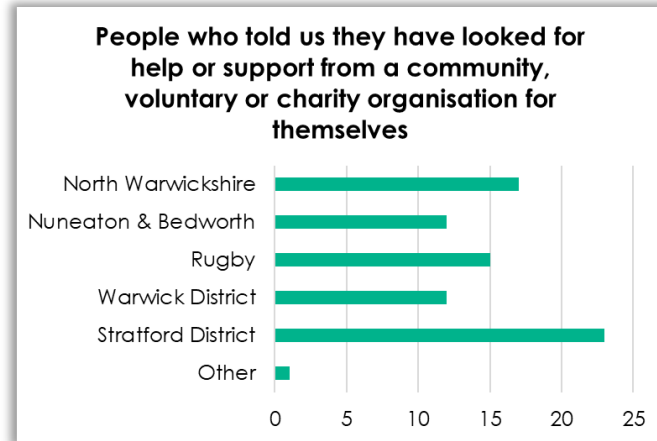 People who told us they have looked for
help or support from a community,
voluntary or charity organisation for
themselves
North Warwickshire
Nuneaton & Bedworth
Rugby
Warwick District
Stratford District
Other
0 5 10 15 20 25